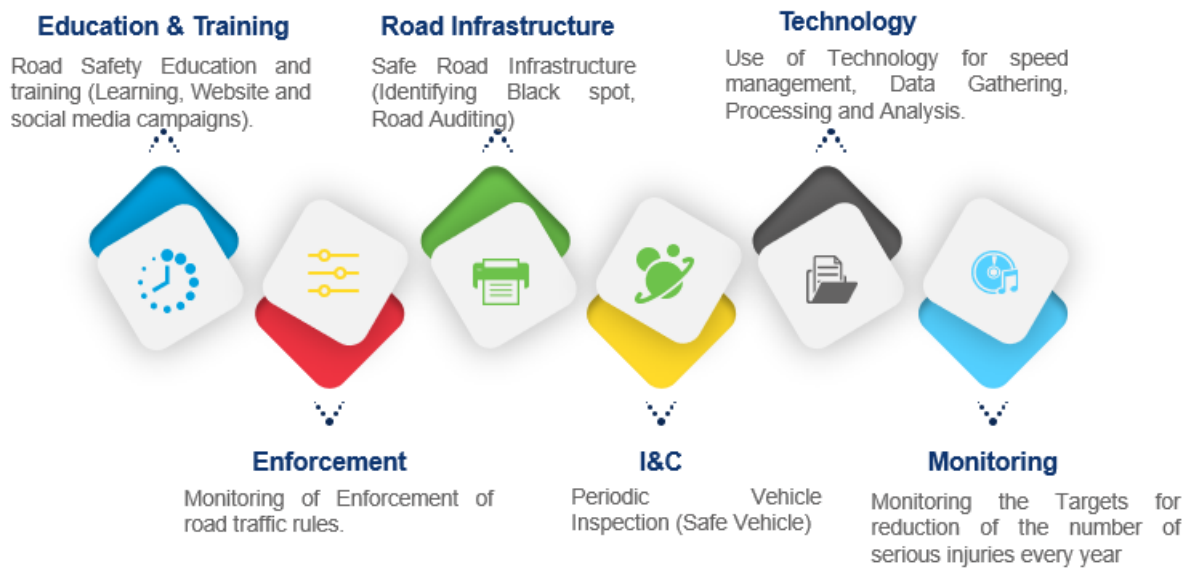 Education & Training
Road Safety Education and
training (Learning, Website and
social media campaigns).
Road Infrastructure
Safe Road Infrastructure
(Identifying Black spot,
Road Auditing)
Technology
Use of Technology for speed
management, Data Gathering,
Processing and Analysis.
Enforcement
Monitoring of Enforcement of
road traffic rules.
I&C
Periodic Vehicle
Inspection (Safe Vehicle)
Monitoring
Monitoring the Targets for
reduction of the number of
serious injuries every year